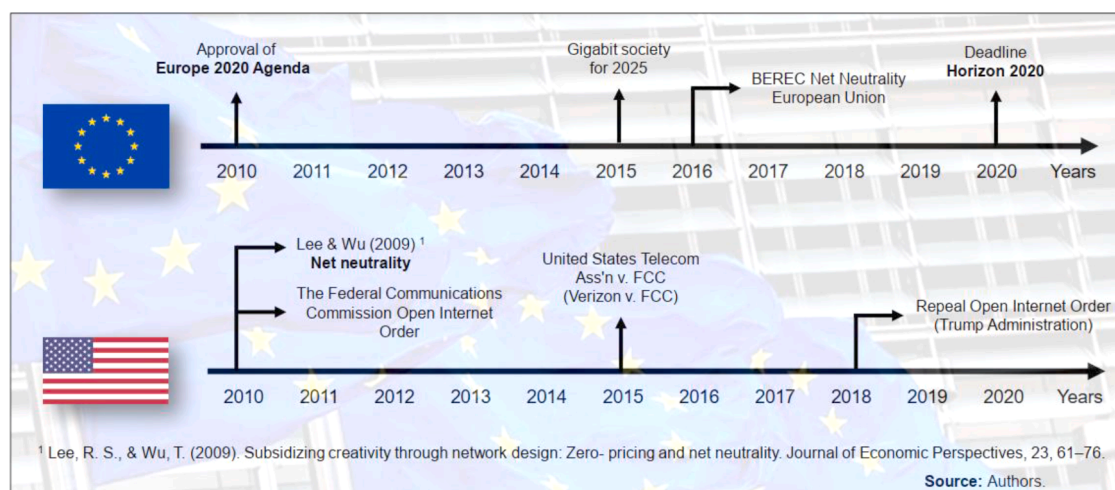 Approval of
Europe 2020 Agenda
Gigabit society
for 2025
BEREC Net Neutrality
European Union
Deadline
Horizon 2020
2010 2011 2012 2013 2014 2015 2016 2017 2018 2019 2020 Years
Lee & Wu (2009) ¹
Net neutrality
The Federal Communications
Commission Open Internet
Order
United States Telecom
Ass'n v. FCC
(Verizon v. FCC)
Repeal Open Internet Order
(Trump Administration)
2010 2011 2012 2013 2014 2015 2016 2017 2018 2019 2020 Years
¹ Lee, R. S., & Wu, T. (2009). Subsidizing creativity through network design: Zero- pricing and net neutrality. Journal of Economic Perspectives, 23, 61–76.
Source: Authors.